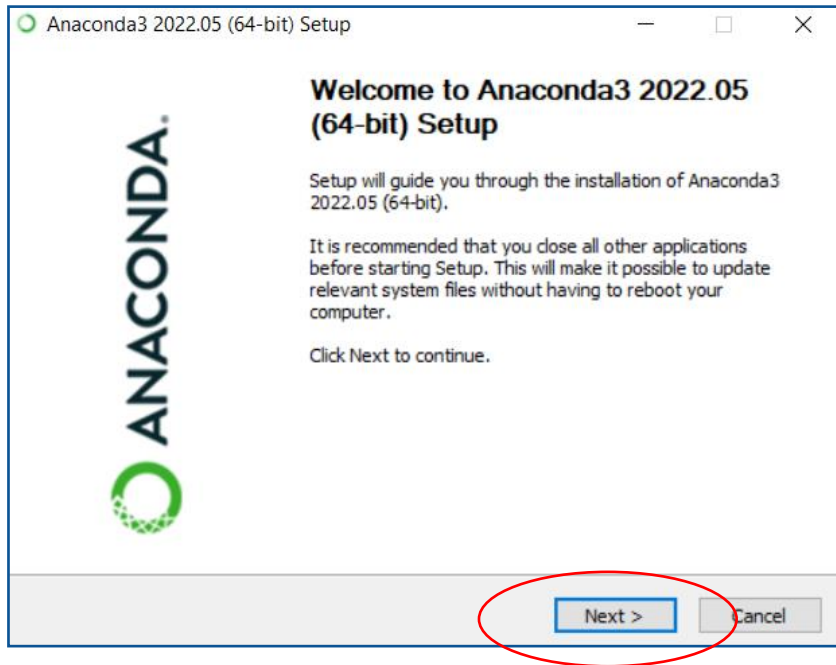 Anaconda3 2022.05 (64-bit) Setup
Welcome to Anaconda3 2022.05
(64-bit) Setup
Setup will guide you through the installation of Anaconda3
2022.05 (64-bit).
It is recommended that you close all other applications
before starting Setup. This will make it possible to update
relevant system files without having to reboot your
computer.
Click Next to continue.
ANACONDA.
Next >
Cancel